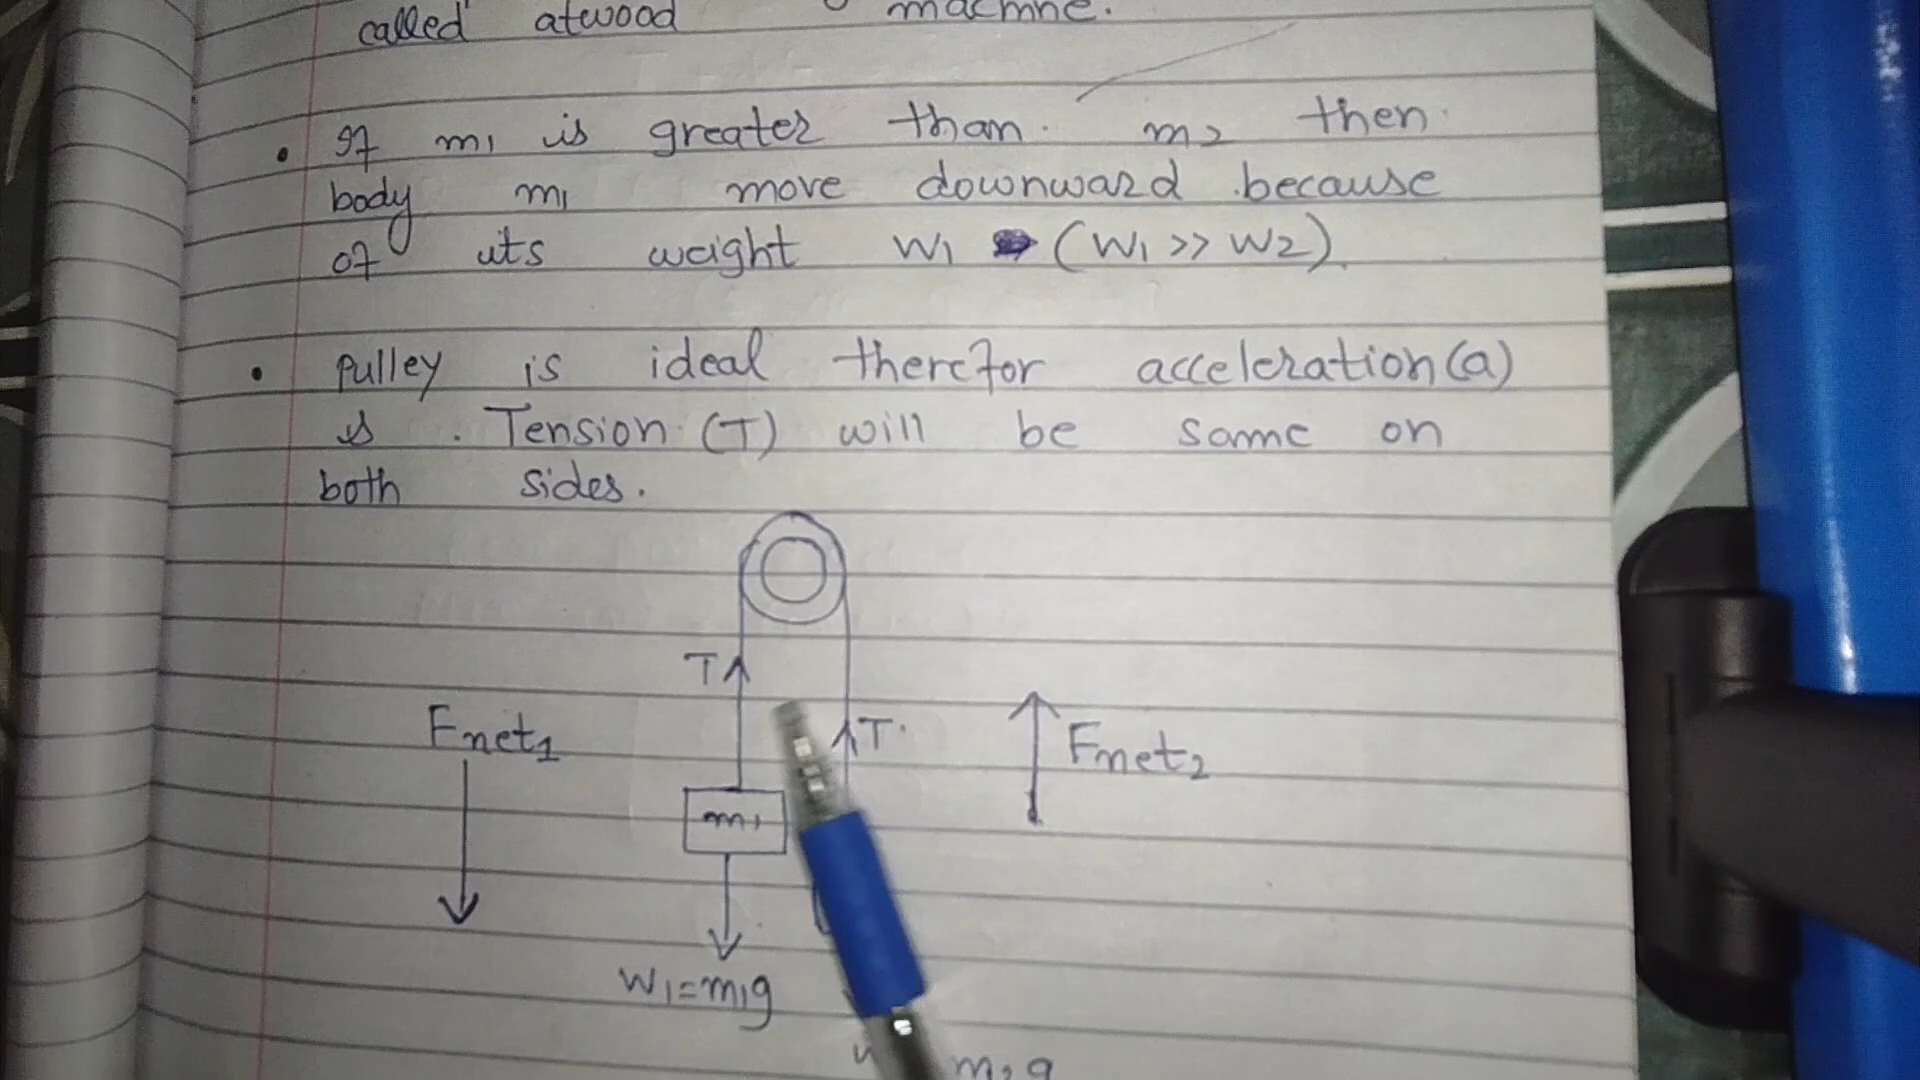 called atwood machine.
If m1 is greater than m2 then
body m1 move downward because
of its weight W1 (W1 >> W2).
Pulley is ideal therefor acceleration(a)
is Tension (T) will be same on
both sides.
T
T
Fnet1
Fnet2
m1
W1=m1g
m2g